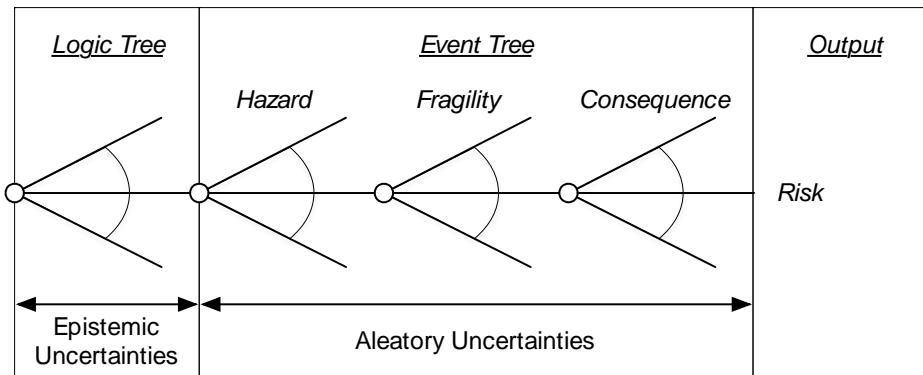 Logic Tree
Event Tree
Output
Hazard
Fragility
Consequence
Risk
Epistemic
Uncertainties
Aleatory Uncertainties